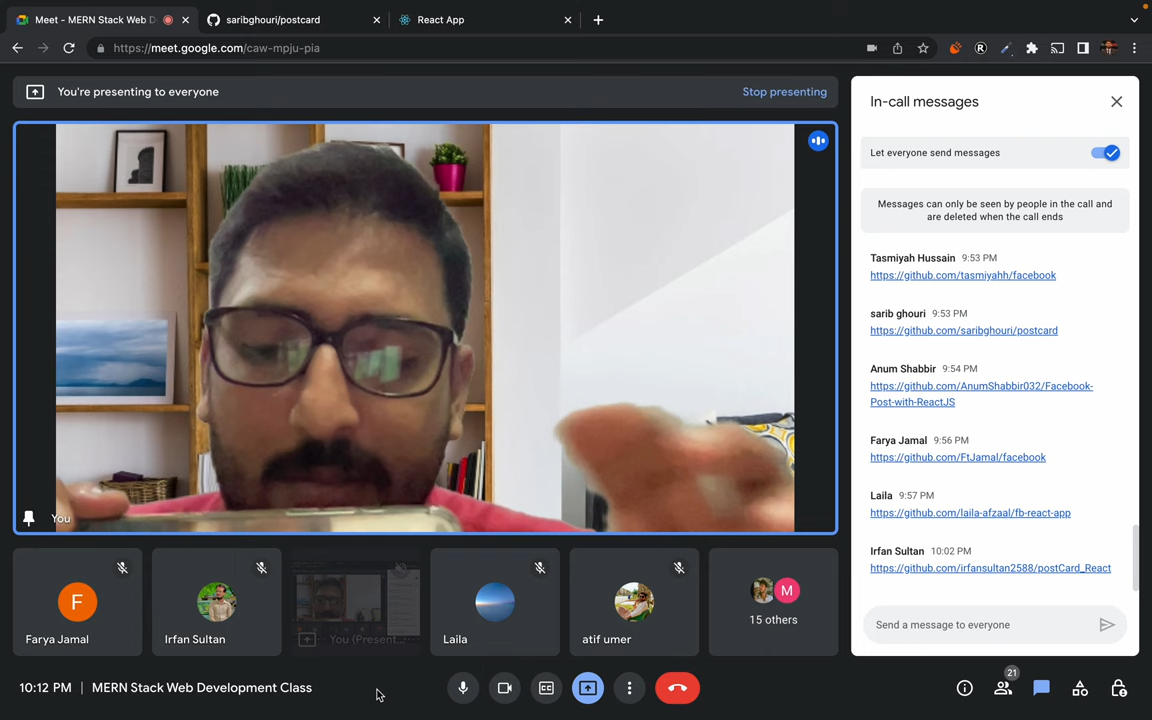 Meet - MERN Stack Web D
saribghouri/postcard
React App
https://meet.google.com/caw-mpju-pia
You're presenting to everyone
Stop presenting
You
Farya Jamal
Irfan Sultan
You (Present...
Laila
atif umer
M
15 others
F
In-call messages
Let everyone send messages
Messages can only be seen by people in the call and
are deleted when the call ends
Tasmiyah Hussain 9:53 PM
https://github.com/tasmiyahh/facebook
sarib ghouri 9:53 PM
https://github.com/saribghouri/postcard
Anum Shabbir 9:54 PM
https://github.com/AnumShabbir032/Facebook-
Post-with-ReactJS
Farya Jamal 9:56 PM
https://github.com/FtJamal/facebook
Laila 9:57 PM
https://github.com/laila-afzaal/fb-react-app
Irfan Sultan 10:02 PM
https://github.com/irfansultan2588/postCard_React
Send a message to everyone
10:12 PM | MERN Stack Web Development Class
21